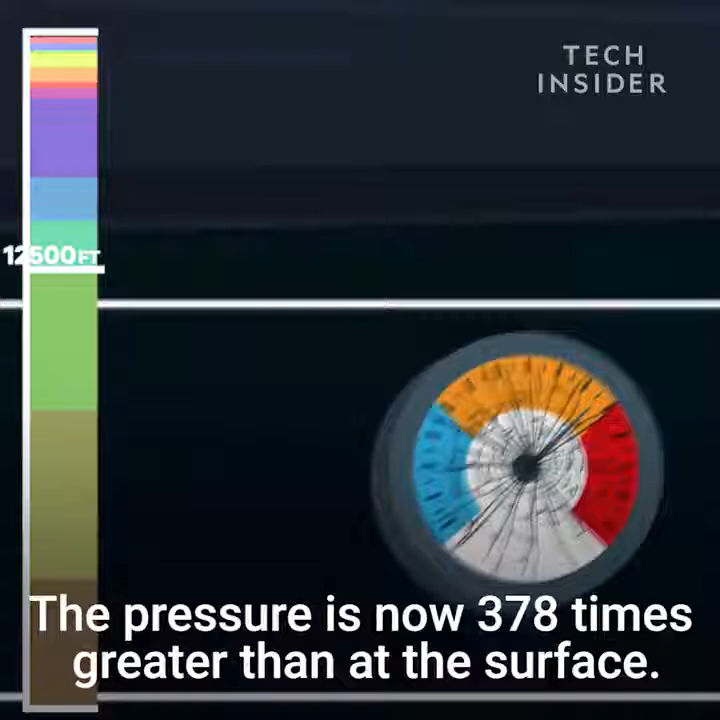 TECH
INSIDER
12500FT
The pressure is now 378 times
greater than at the surface.